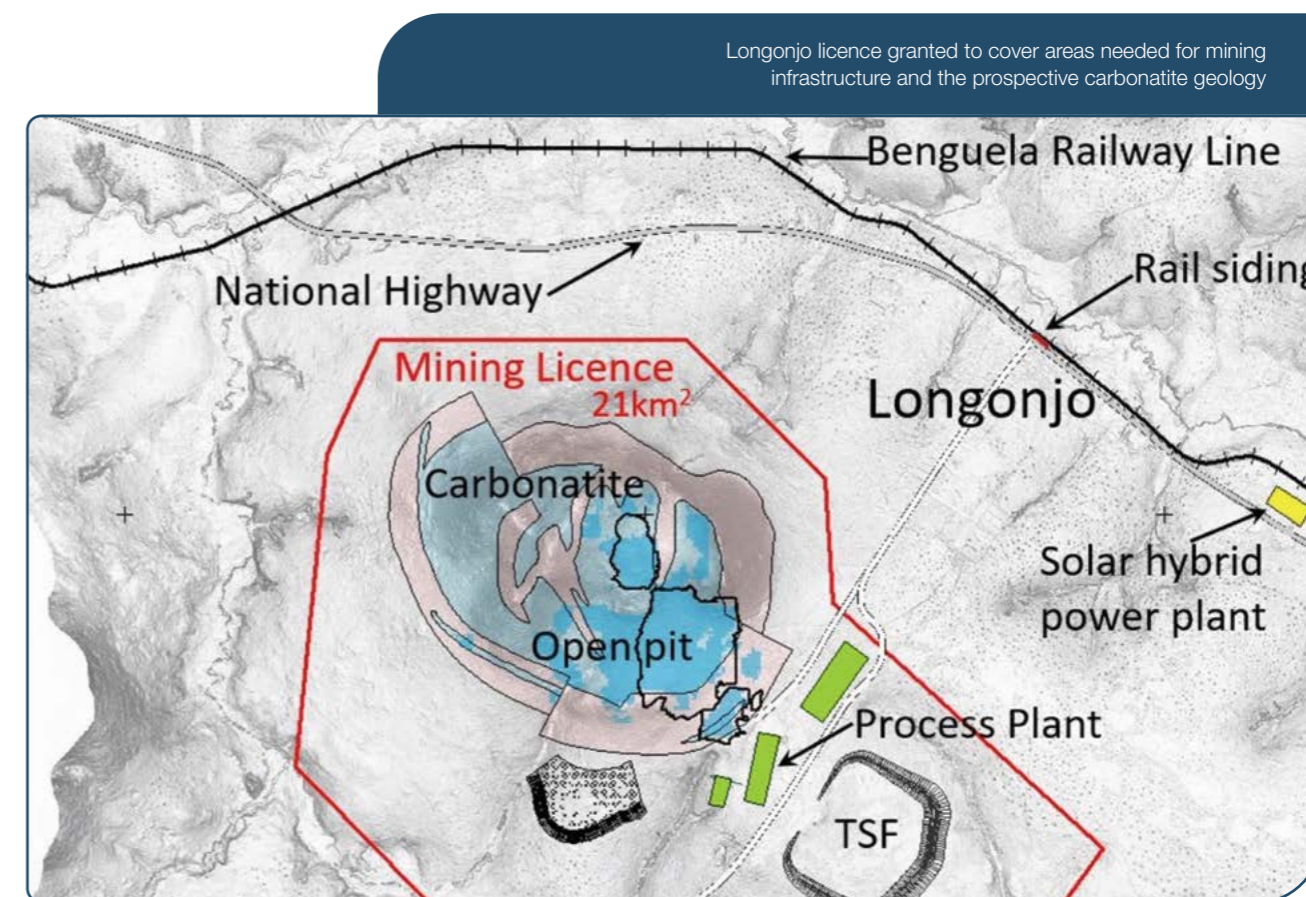 Longonjo licence granted to cover areas needed for mining
infrastructure and the prospective carbonatite geology
Benguela Railway Line
Rail siding
National Highway
Mining Licence
21km²
Longonjo
Carbonatite
Solar hybrid
power plant
Open pit
Process Plant
TSF